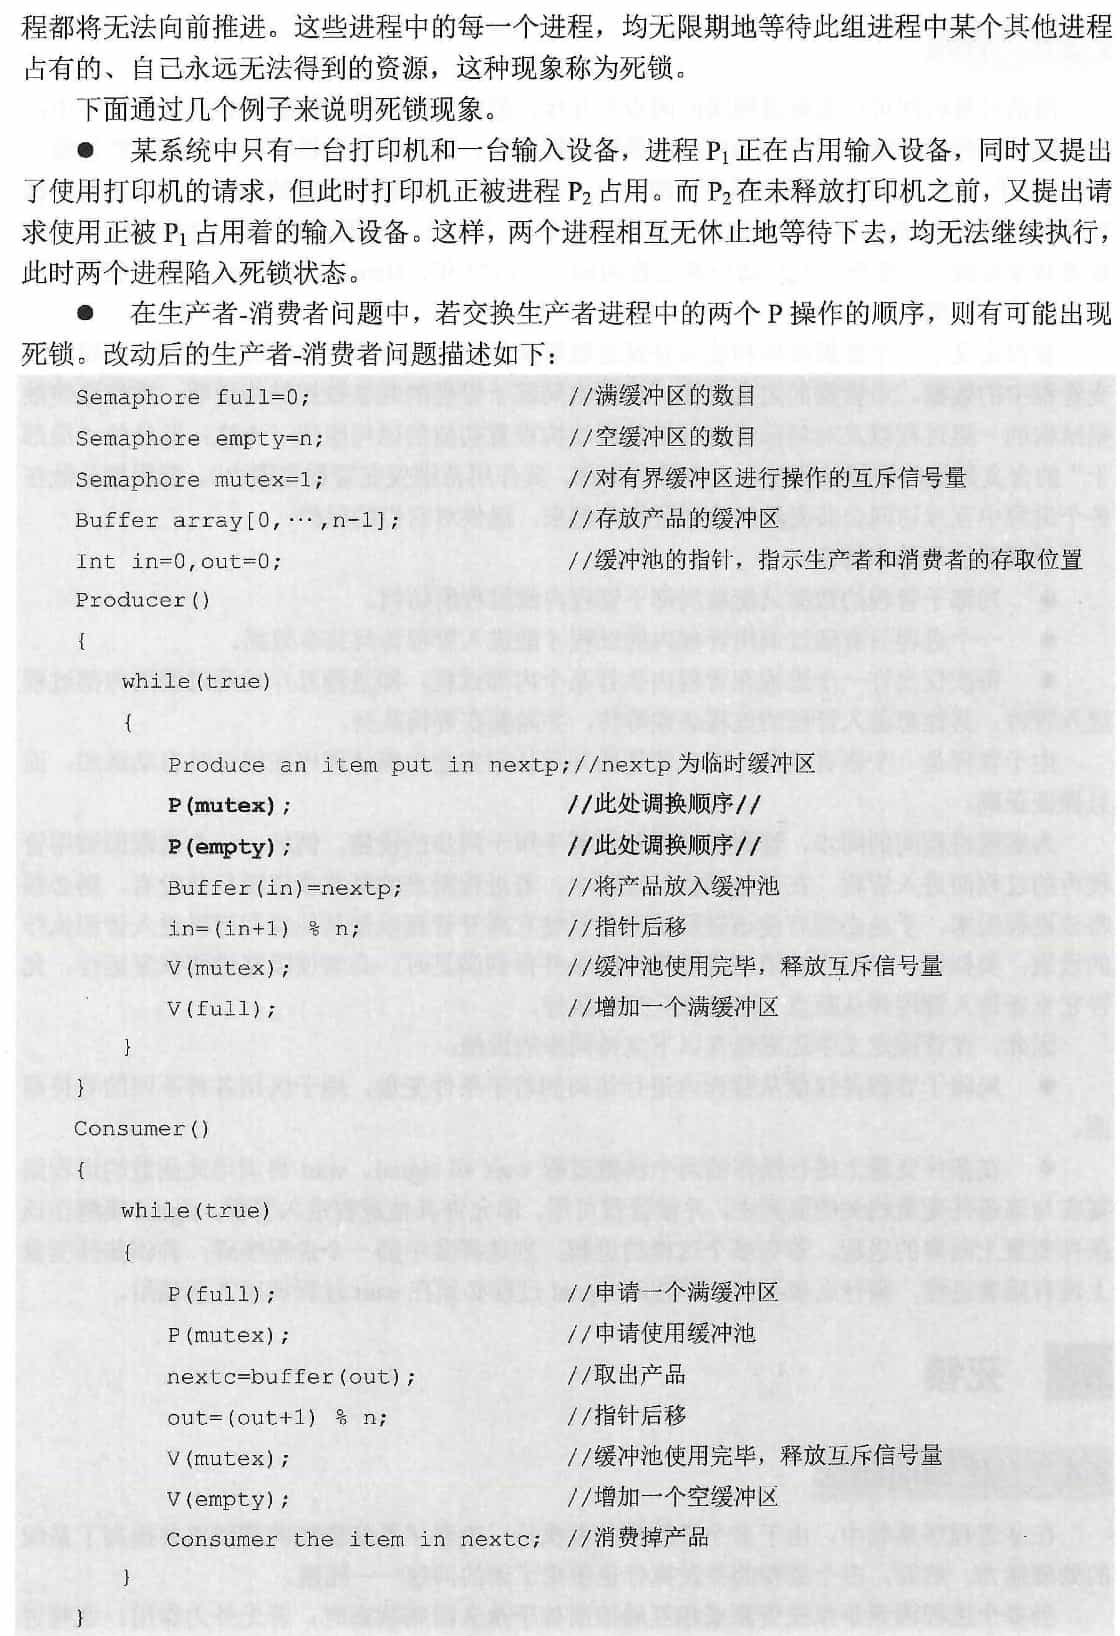 程都将无法向前推进。这些进程中的每一个进程，均无限期地等待此组进程中某个其他进程
占有的、自己永远无法得到的资源，这种现象称为死锁。
下面通过几个例子来说明死锁现象。
● 某系统中只有一台打印机和一台输入设备，进程 P₁ 正在占用输入设备，同时又提出
了使用打印机的请求，但此时打印机正被进程 P₂ 占用。而 P₂ 在未释放打印机之前，又提出请
求使用正被 P₁ 占用着的输入设备。这样，两个进程相互无休止地等待下去，均无法继续执行，
此时两个进程陷入死锁状态。
● 在生产者-消费者问题中，若交换生产者进程中的两个 P 操作的顺序，则有可能出现
死锁。改动后的生产者-消费者问题描述如下：
Semaphore full=0; //满缓冲区的数目
Semaphore empty=n; //空缓冲区的数目
Semaphore mutex=1; //对有界缓冲区进行操作的互斥信号量
Buffer array[0,…,n-1]; //存放产品的缓冲区
Int in=0,out=0; //缓冲池的指针，指示生产者和消费者的存取位置
Producer()
{
while(true)
{
Produce an item put in nextp;//nextp 为临时缓冲区
P(mutex); //此处调换顺序//
P(empty); //此处调换顺序//
Buffer(in)=nextp; //将产品放入缓冲池
in=(in+1) % n; //指针后移
V(mutex); //缓冲池使用完毕，释放互斥信号量
V(full); //增加一个满缓冲区
}
}
Consumer()
{
while(true)
{
P(full); //申请一个满缓冲区
P(mutex); //申请使用缓冲池
nextc=buffer(out); //取出产品
out=(out+1) % n; //指针后移
V(mutex); //缓冲池使用完毕，释放互斥信号量
V(empty); //增加一个空缓冲区
Consumer the item in nextc; //消费掉产品
}
}